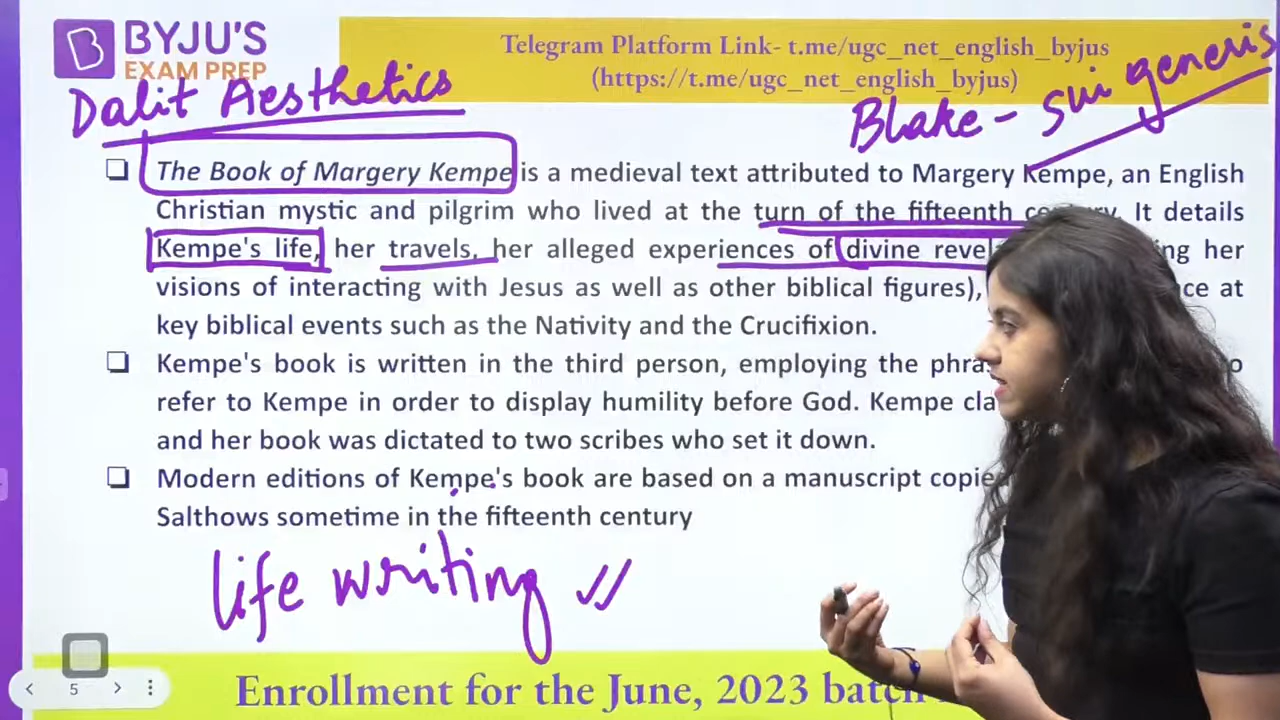 BYJU'S
EXAM PREP
Telegram Platform Link- t.me/ugc_net_english_byjus
(https://t.me/ugc_net_english_byjus)
Dalit Aesthetics
Blake - sui generis
❑ The Book of Margery Kempe is a medieval text attributed to Margery Kempe, an English
Christian mystic and pilgrim who lived at the turn of the fifteenth century. It details
Kempe's life, her travels, her alleged experiences of divine her
visions of interacting with Jesus as well as other biblical figures), at
key biblical events such as the Nativity and the Crucifixion.
❑ Kempe's book is written in the third person, employing the
refer to Kempe in order to display humility before God. Kempe
and her book was dictated to two scribes who set it down.
❑ Modern editions of Kempe's book are based on a manuscript
Salthows sometime in the fifteenth century
life writing
5
Enrollment for the June, 2023 batch